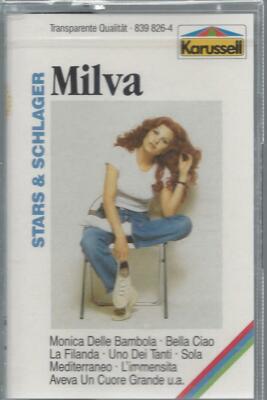 Transparente Qualität · 839 826-4
Karussell
Milva
STARS & SCHLAGER
Monica Delle Bambola · Bella Ciao
La Filanda · Uno Dei Tanti · Sola
Mediterraneo · L'immensita
Aveva Un Cuore Grande u.a.